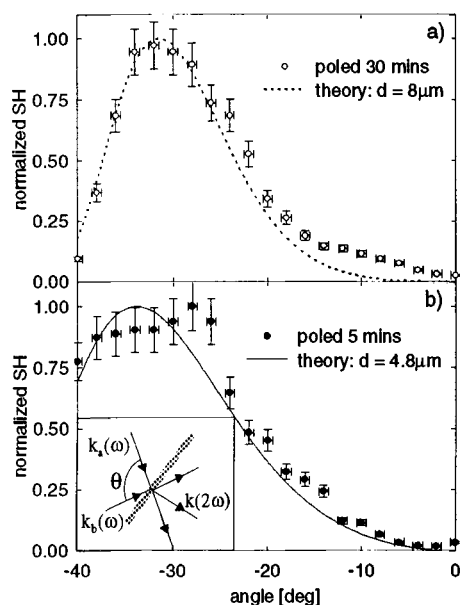 1.00
0.75
0.50
0.25
0.00
normalized SH
a)
poled 30 mins
theory: d = 8μm
1.00
0.75
0.50
0.25
0.00
normalized SH
b)
poled 5 mins
theory: d = 4.8μm
kₐ(ω)
θ
k_b(ω)
k(2ω)
-40 -30 -20 -10 0
angle [deg]